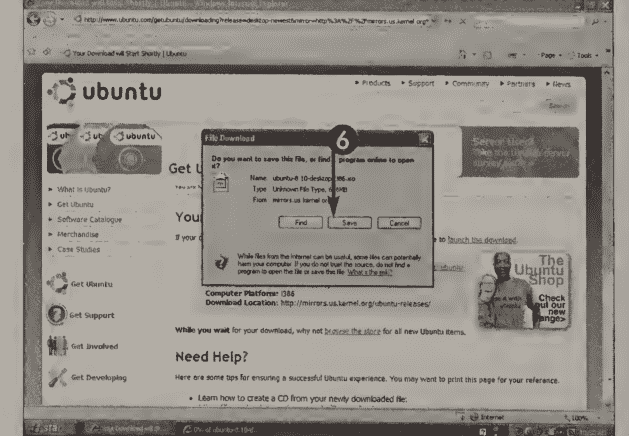 http://www.ubuntu.com/getubuntu/downloading?release=desktop-newest&mirror=http%3A%2F%2Fmirrors.us.kernel.org
Your Download will Start Shortly | Ubuntu
Page
Tools
ubuntu
Products Support Community Partners News
ubuntu
File Download
6
Do you want to save this file, or find a program online to open it?
Name
Type Unknown File Type,
From mirrors.us.kernel.org
Find Save Cancel
While files from the Internet can be useful, some files can potentially
harm your computer. If you do not trust the source, do not find a
program to open the file or save this file. What's the risk?
Get U
What is Ubuntu?
Get Ubuntu
Software Catalogue
Merchandise
Case Studies
Your
If your
to launch the download.
Get Ubuntu
Get Support
Get Involved
Get Developing
Computer Platform: i386
Download Location: http://mirrors.us.kernel.org/ubuntu-releases/
The
Ubuntu
Shop
Check
out our
new
range>
While you wait for your download, why not browse the store for all new Ubuntu items.
Need Help?
Here are some tips for ensuring a successful Ubuntu experience. You may want to print this page for your reference.
Learn how to create a CD from your newly downloaded file:
Internet
100%